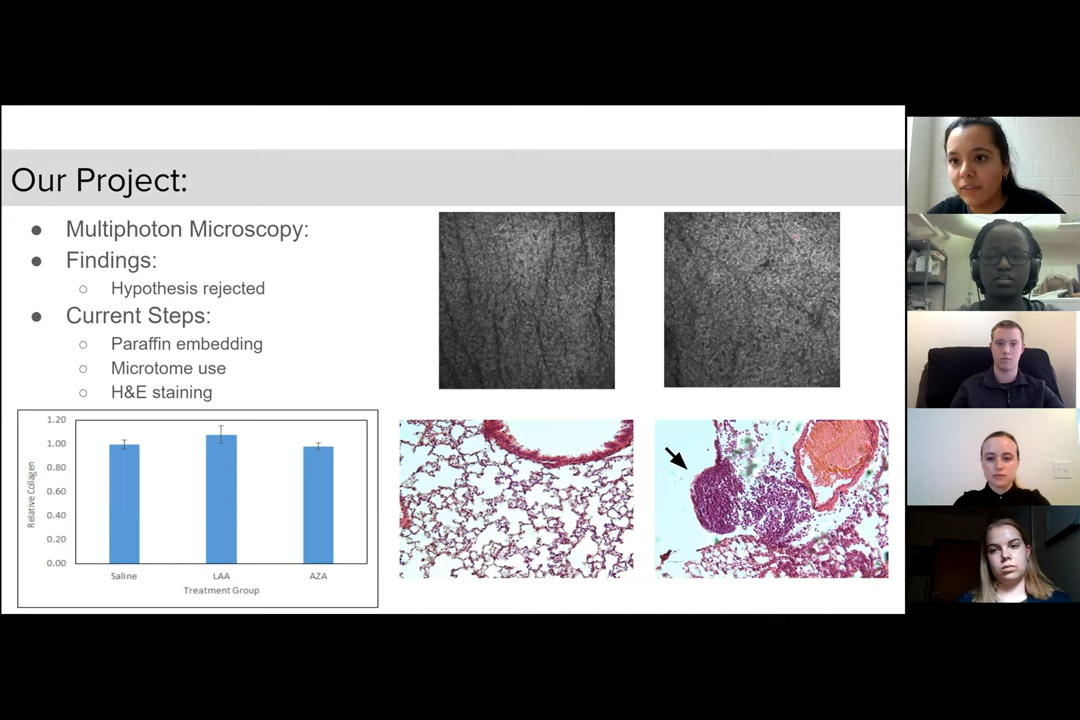 Our Project:
● Multiphoton Microscopy:
● Findings:
○ Hypothesis rejected
● Current Steps:
○ Paraffin embedding
○ Microtome use
○ H&E staining
1.20
1.00
0.80
0.60
0.40
0.20
0.00
Relative Collagen
Saline LAA AZA
Treatment Group